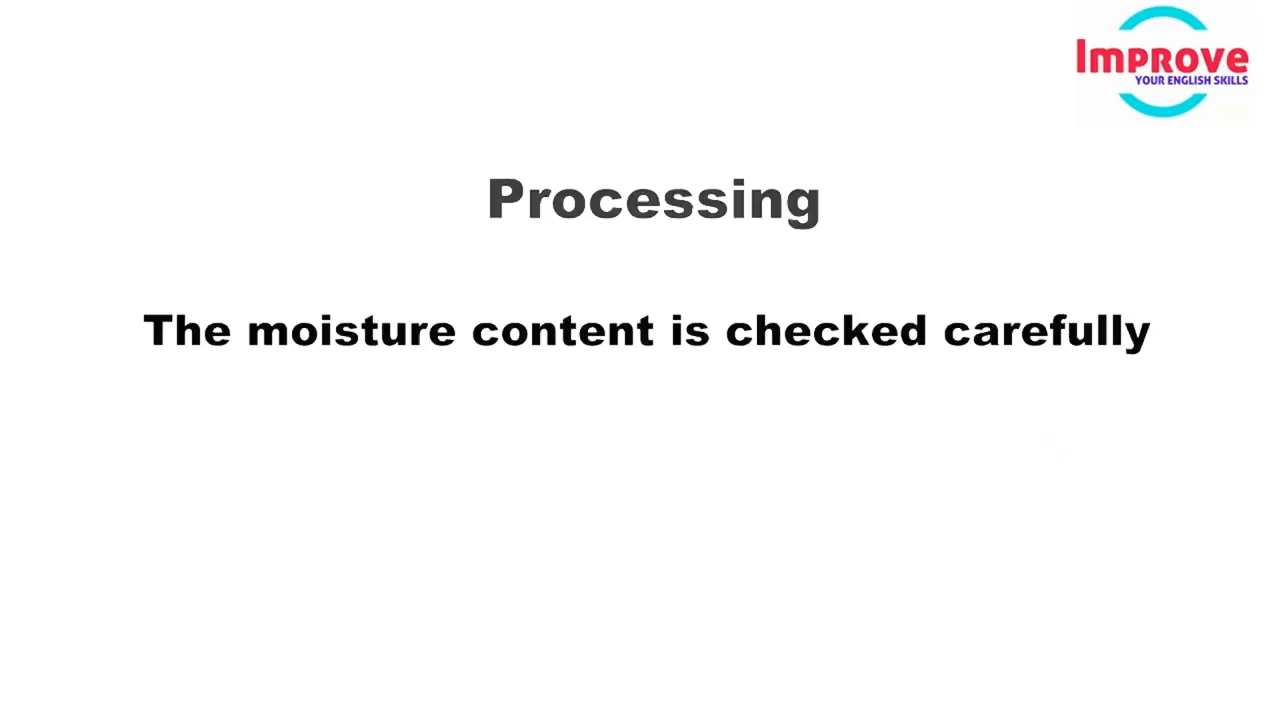 Improve
YOUR ENGLISH SKILLS
Processing
The moisture content is checked carefully